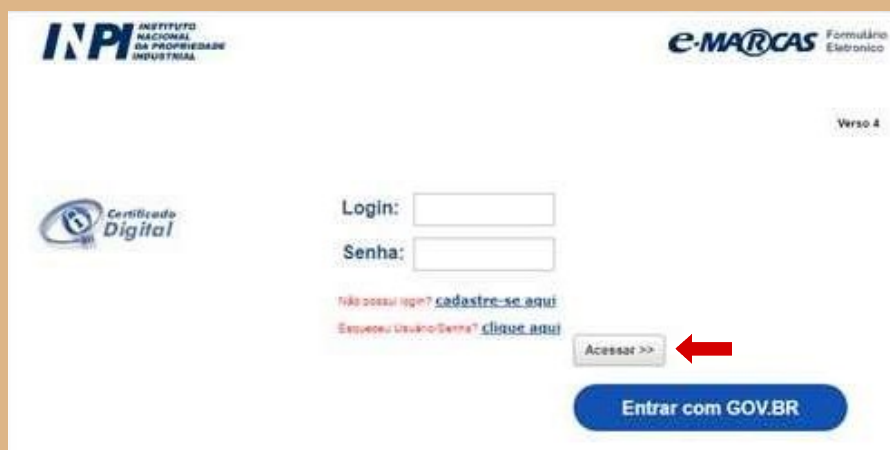 INPI INSTITUTO
NACIONAL
DA PROPRIEDADE
INDUSTRIAL
e-MARCAS Formulário
Eletronico
Verso 4
Certificado
Digital
Login:
Senha:
Não possui login? cadastre-se aqui
Esqueceu Usuário/Senha? clique aqui
Acessar >>
Entrar com GOV.BR